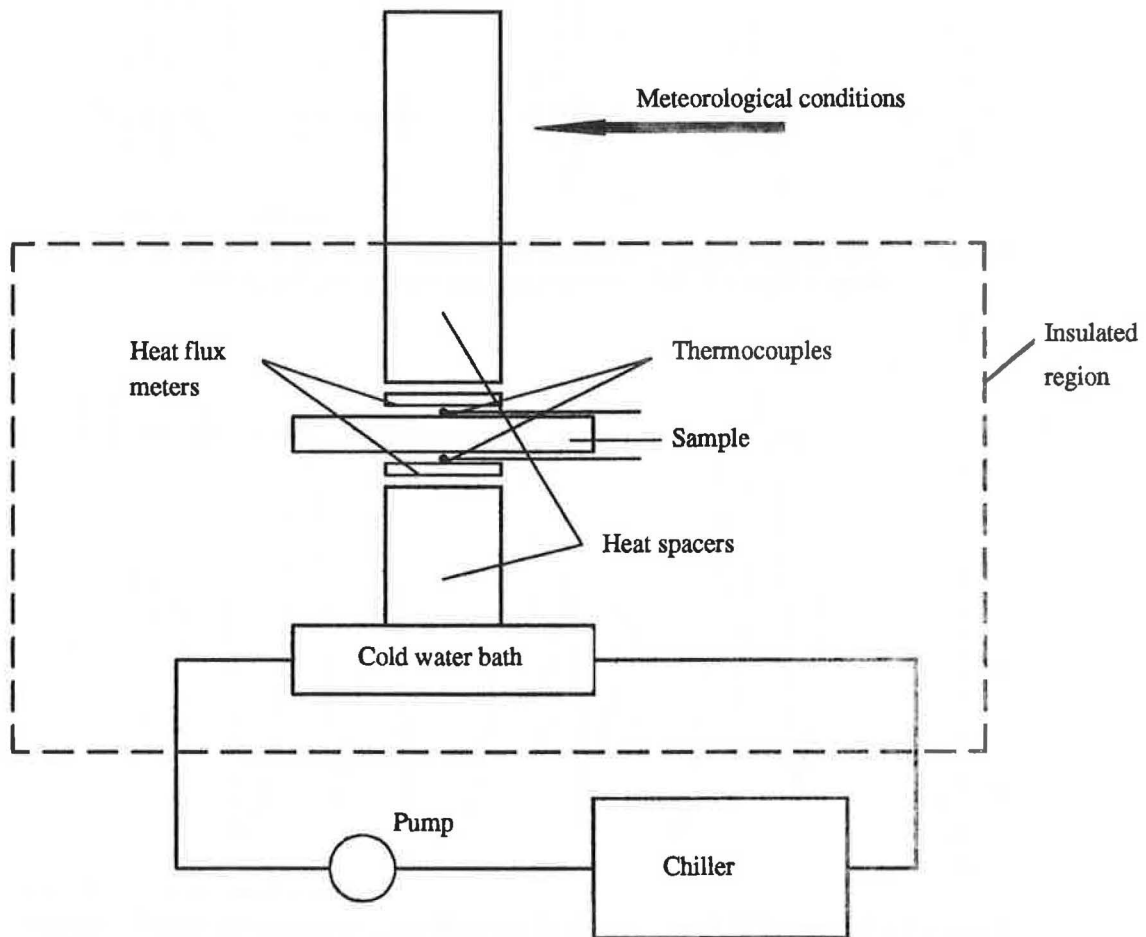 Meteorological conditions
Heat flux
meters
Thermocouples
Insulated
region
Sample
Heat spacers
Cold water bath
Pump
Chiller